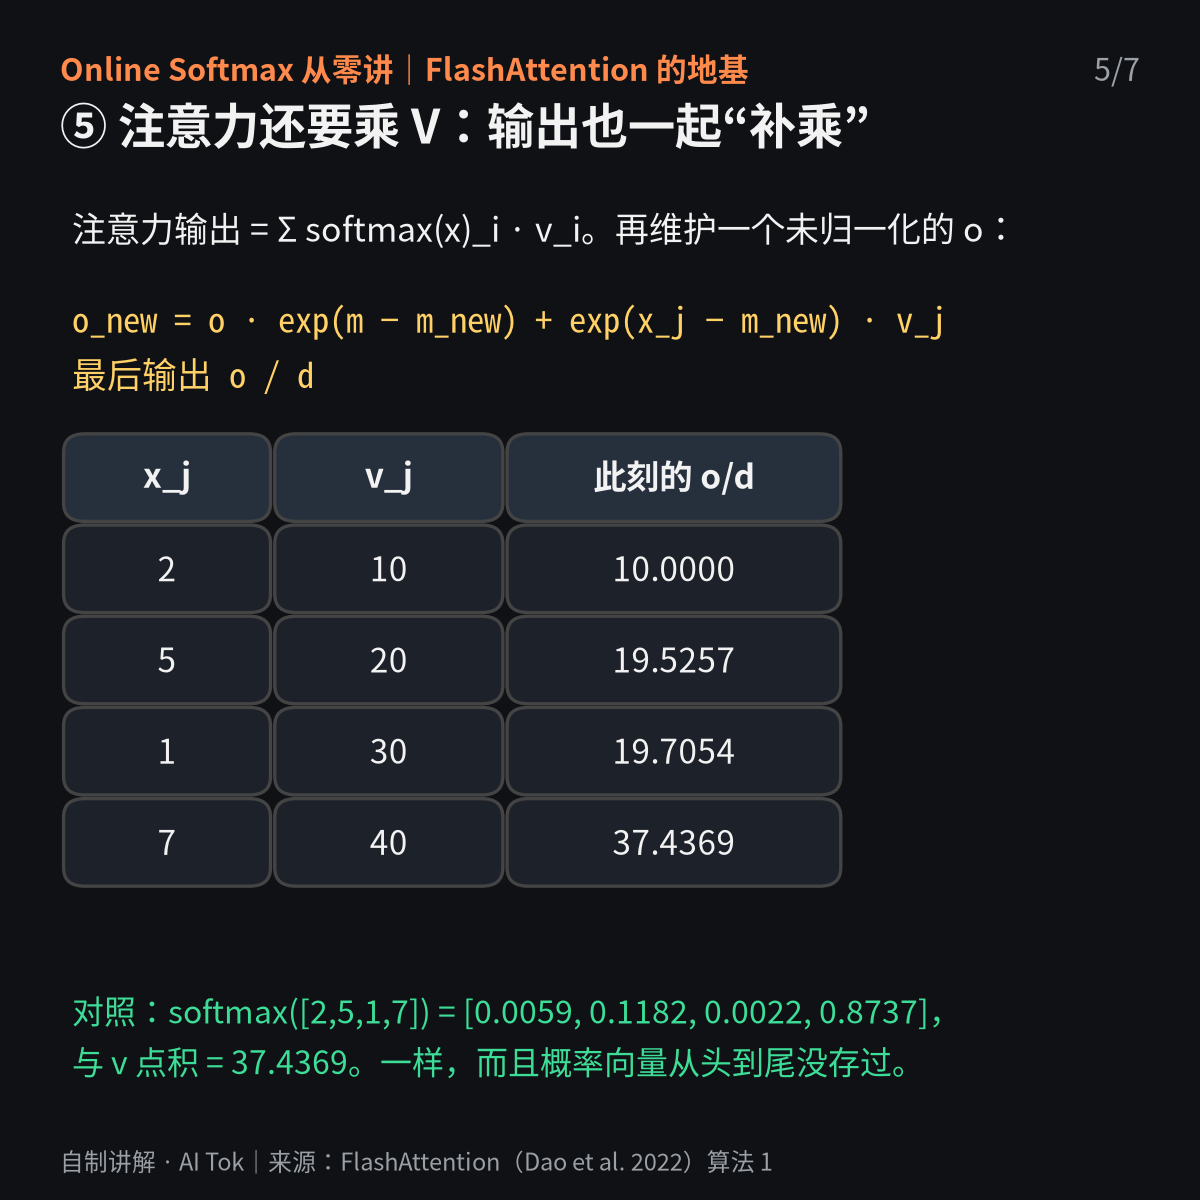 Online Softmax 从零讲｜FlashAttention 的地基
5/7
⑤ 注意力还要乘 V：输出也一起“补乘”
注意力输出 = Σ softmax(x)_i · v_i。再维护一个未归一化的 o：
o_new = o · exp(m − m_new) + exp(x_j − m_new) · v_j
最后输出 o / d
x_j v_j 此刻的 o/d
2 10 10.0000
5 20 19.5257
1 30 19.7054
7 40 37.4369
对照：softmax([2,5,1,7]) = [0.0059, 0.1182, 0.0022, 0.8737]，
与 v 点积 = 37.4369。一样，而且概率向量从头到尾没存过。
自制讲解 · AI Tok｜来源：FlashAttention（Dao et al. 2022）算法 1